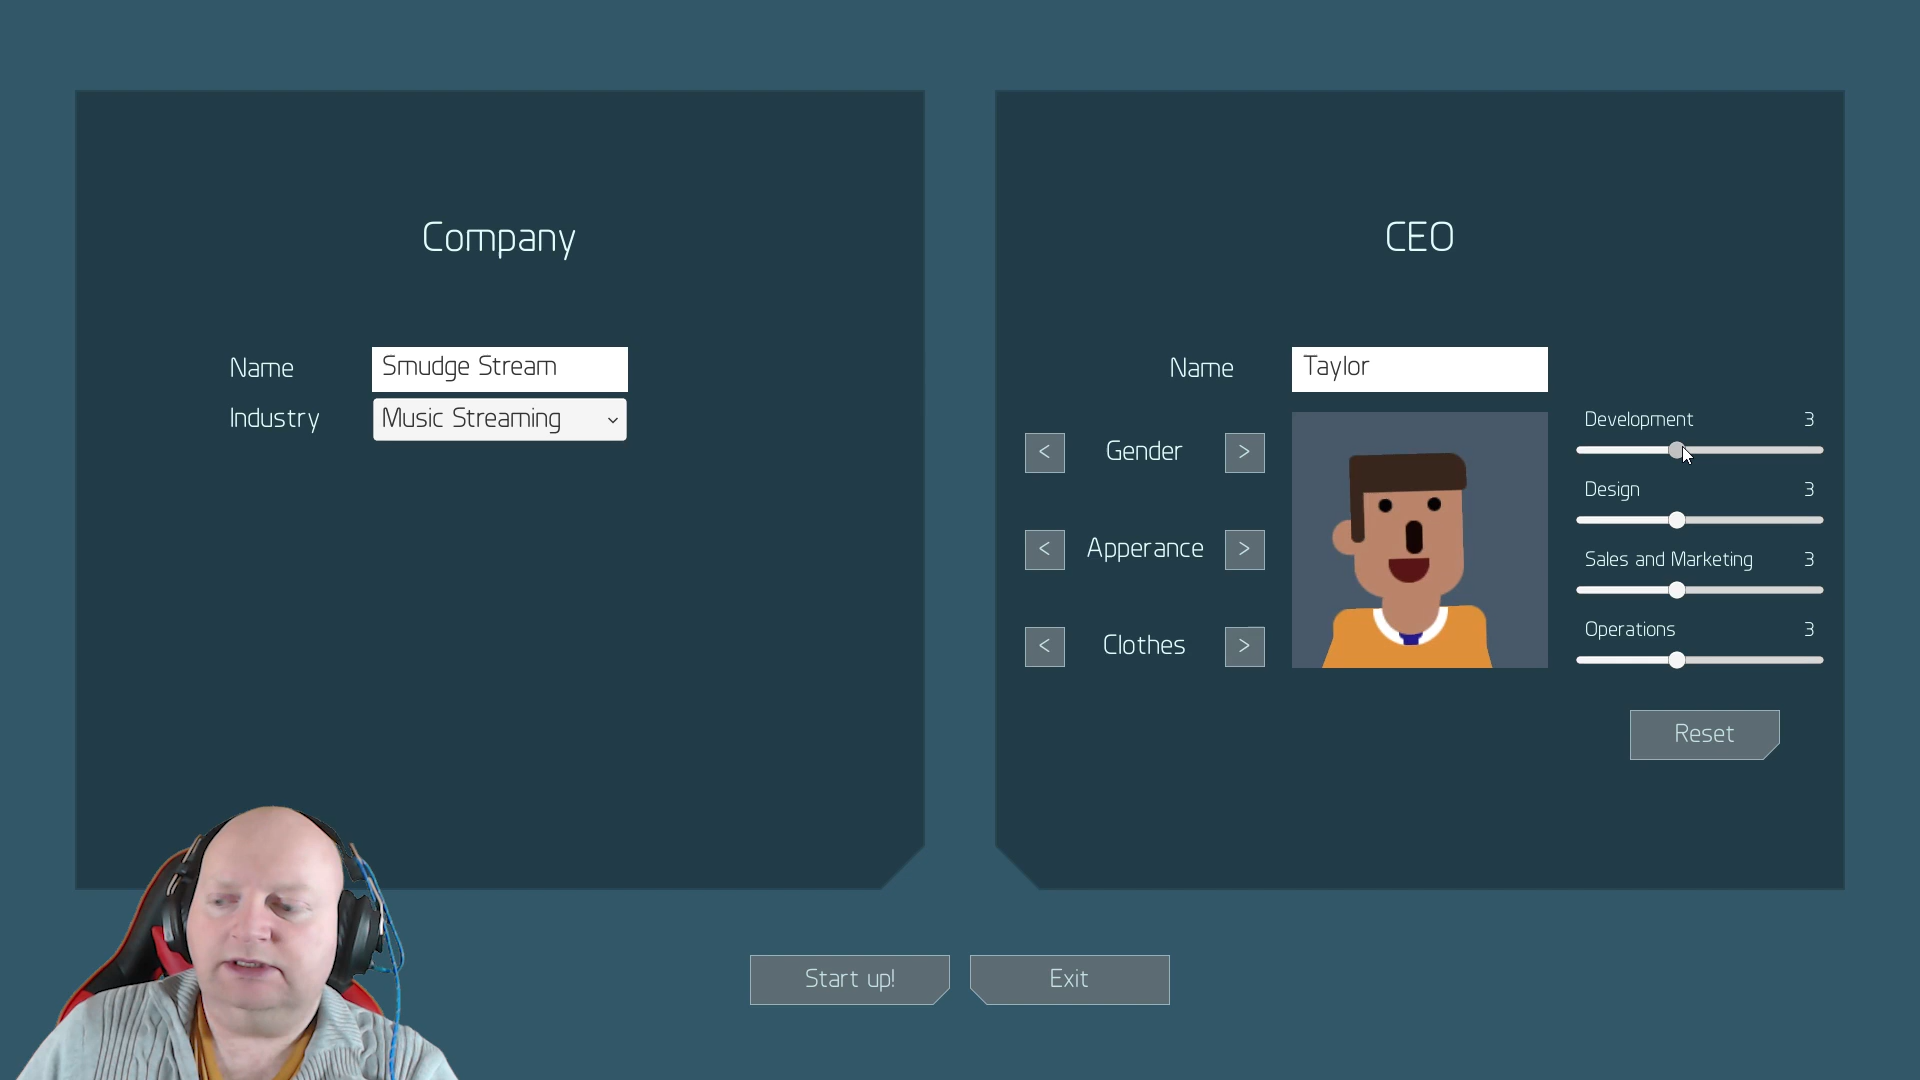 Company
Name
Smudge Stream
Industry
Music Streaming
CEO
Name
Taylor
< Gender >
< Apperance >
< Clothes >
Development 3
Design 3
Sales and Marketing 3
Operations 3
Reset
Start up!
Exit